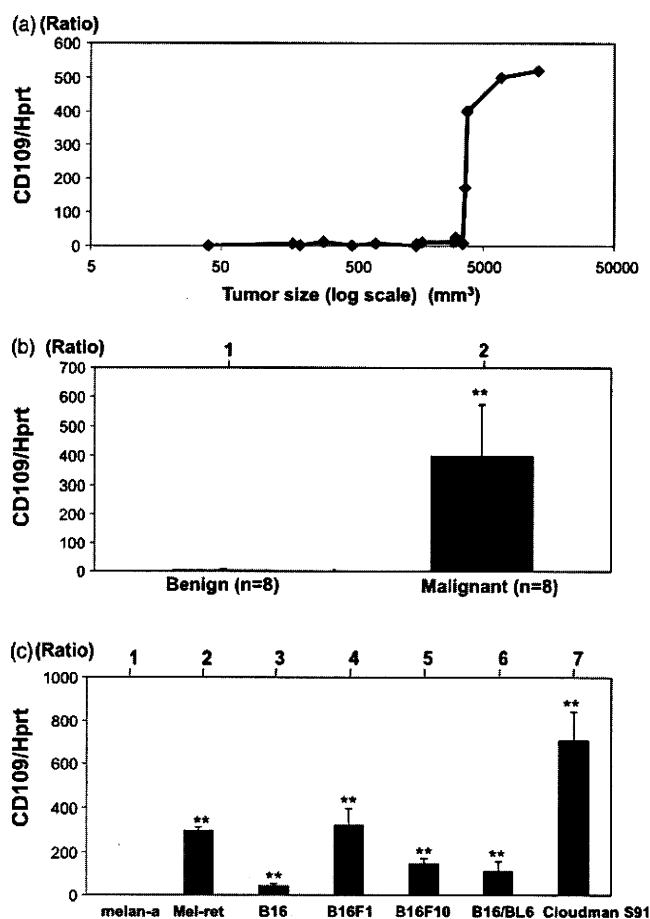 (a) (Ratio)
600
500
400
300
200
100
0
CD109/Hprt
5 50 500 5000 50000
Tumor size (log scale) (mm³)
(b) (Ratio) 1 2
700
600
500
400
300
200
100
0
CD109/Hprt
**
Benign (n=8) Malignant (n=8)
(c) (Ratio) 1 2 3 4 5 6 7
1000
800
600
400
200
0
CD109/Hprt
** ** ** ** ** **
melan-a Mel-ret B16 B16F1 B16F10 B16/BL6 Cloudman S91